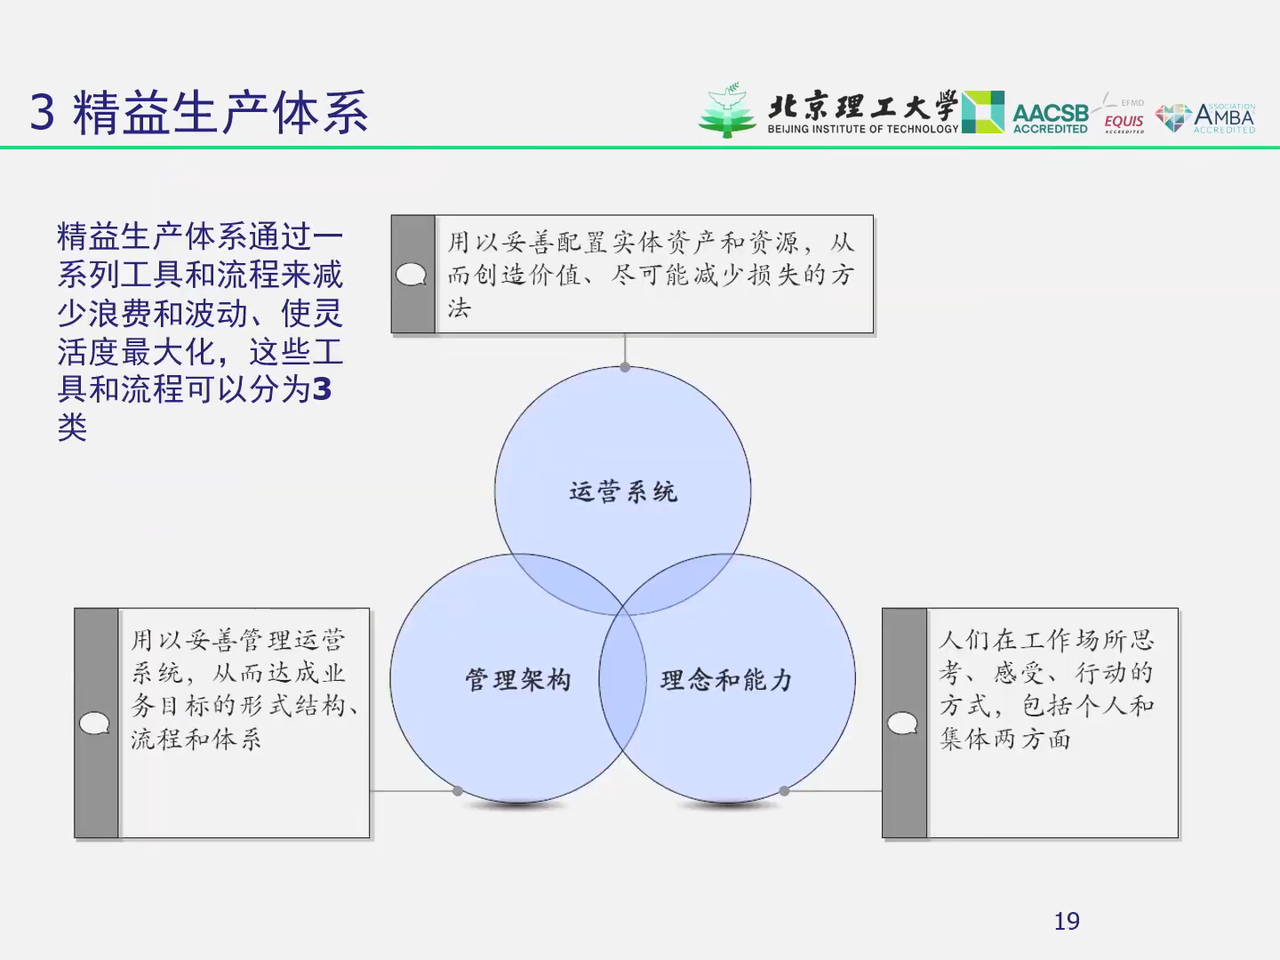 3 精益生产体系
北京理工大学
BEIJING INSTITUTE OF TECHNOLOGY
AACSB
ACCREDITED
EFMD
EQUIS
ACCREDITED
ASSOCIATION
AMBA
ACCREDITED
精益生产体系通过一
系列工具和流程来减
少浪费和波动、使灵
活度最大化，这些工
具和流程可以分为3
类
用以妥善配置实体资产和资源，从
而创造价值、尽可能减少损失的方
法
运营系统
管理架构
理念和能力
用以妥善管理运营
系统，从而达成业
务目标的形式结构、
流程和体系
人们在工作场所思
考、感受、行动的
方式，包括个人和
集体两方面
19